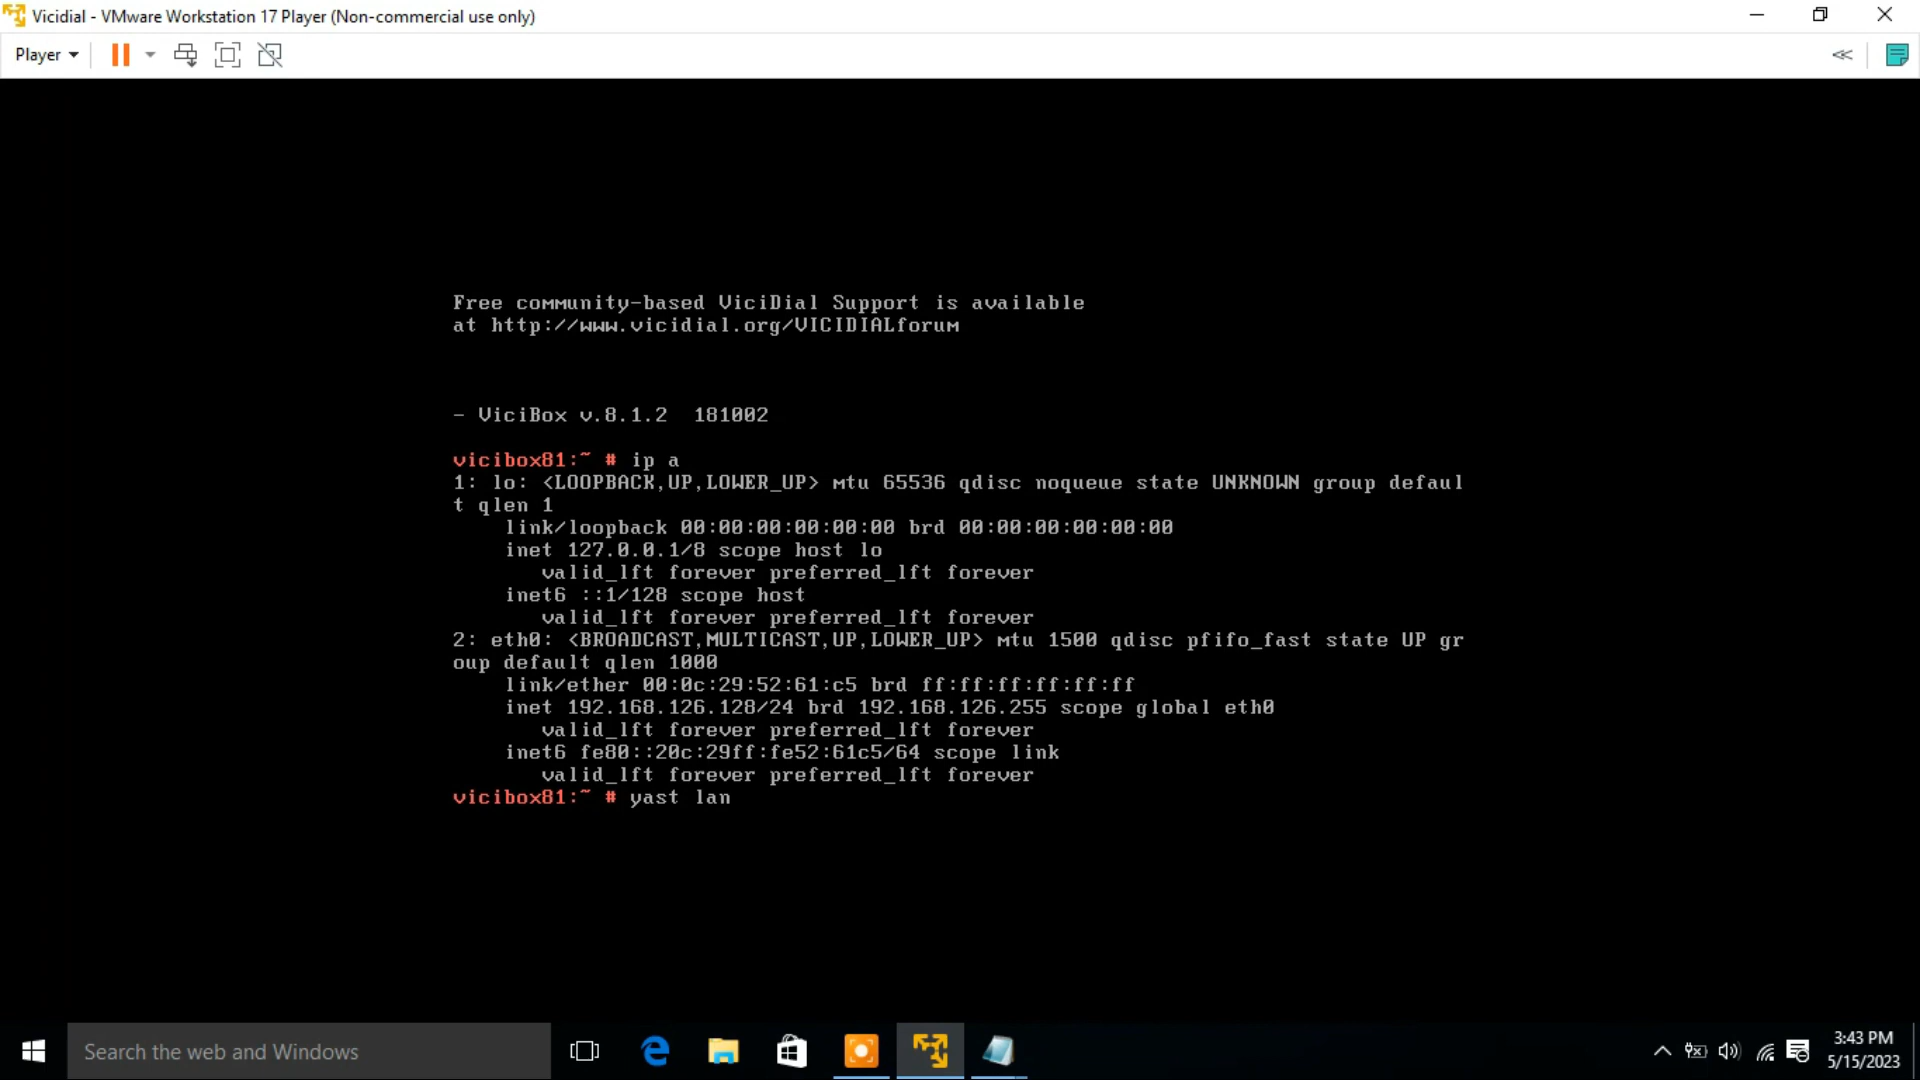 Vicidial - VMware Workstation 17 Player (Non-commercial use only)
Player
Free community-based ViciDial Support is available
at http://www.vicidial.org/VICIDIALforum
- ViciBox v.8.1.2  181002
vicibox81:~ # ip a
1: lo: <LOOPBACK,UP,LOWER_UP> mtu 65536 qdisc noqueue state UNKNOWN group defaul
t qlen 1
    link/loopback 00:00:00:00:00:00 brd 00:00:00:00:00:00
    inet 127.0.0.1/8 scope host lo
       valid_lft forever preferred_lft forever
    inet6 ::1/128 scope host
       valid_lft forever preferred_lft forever
2: eth0: <BROADCAST,MULTICAST,UP,LOWER_UP> mtu 1500 qdisc pfifo_fast state UP gr
oup default qlen 1000
    link/ether 00:0c:29:52:61:c5 brd ff:ff:ff:ff:ff:ff
    inet 192.168.126.128/24 brd 192.168.126.255 scope global eth0
       valid_lft forever preferred_lft forever
    inet6 fe80::20c:29ff:fe52:61c5/64 scope link
       valid_lft forever preferred_lft forever
vicibox81:~ # yast lan
Search the web and Windows
3:43 PM
5/15/2023